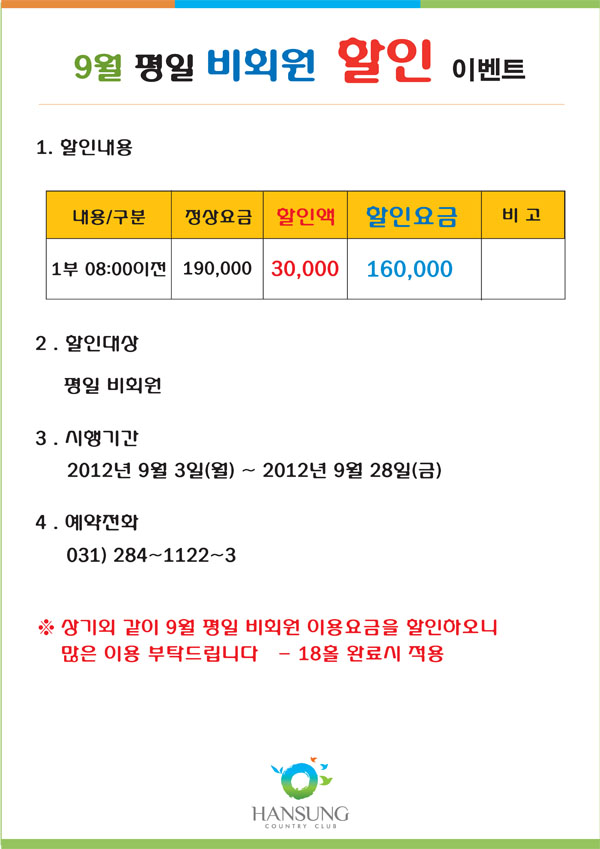 9월 평일 비회원 할인 이벤트
1. 할인내용
내용/구분 정상요금 할인액 할인요금 비 고
1부 08:00이전 190,000 30,000 160,000
2 . 할인대상
평일 비회원
3 . 시행기간
2012년 9월 3일(월) ~ 2012년 9월 28일(금)
4 . 예약전화
031) 284~1122~3
※ 상기와 같이 9월 평일 비회원 이용요금을 할인하오니
많은 이용 부탁드립니다 - 18홀 완료시 적용
HANSUNG
COUNTRY CLUB